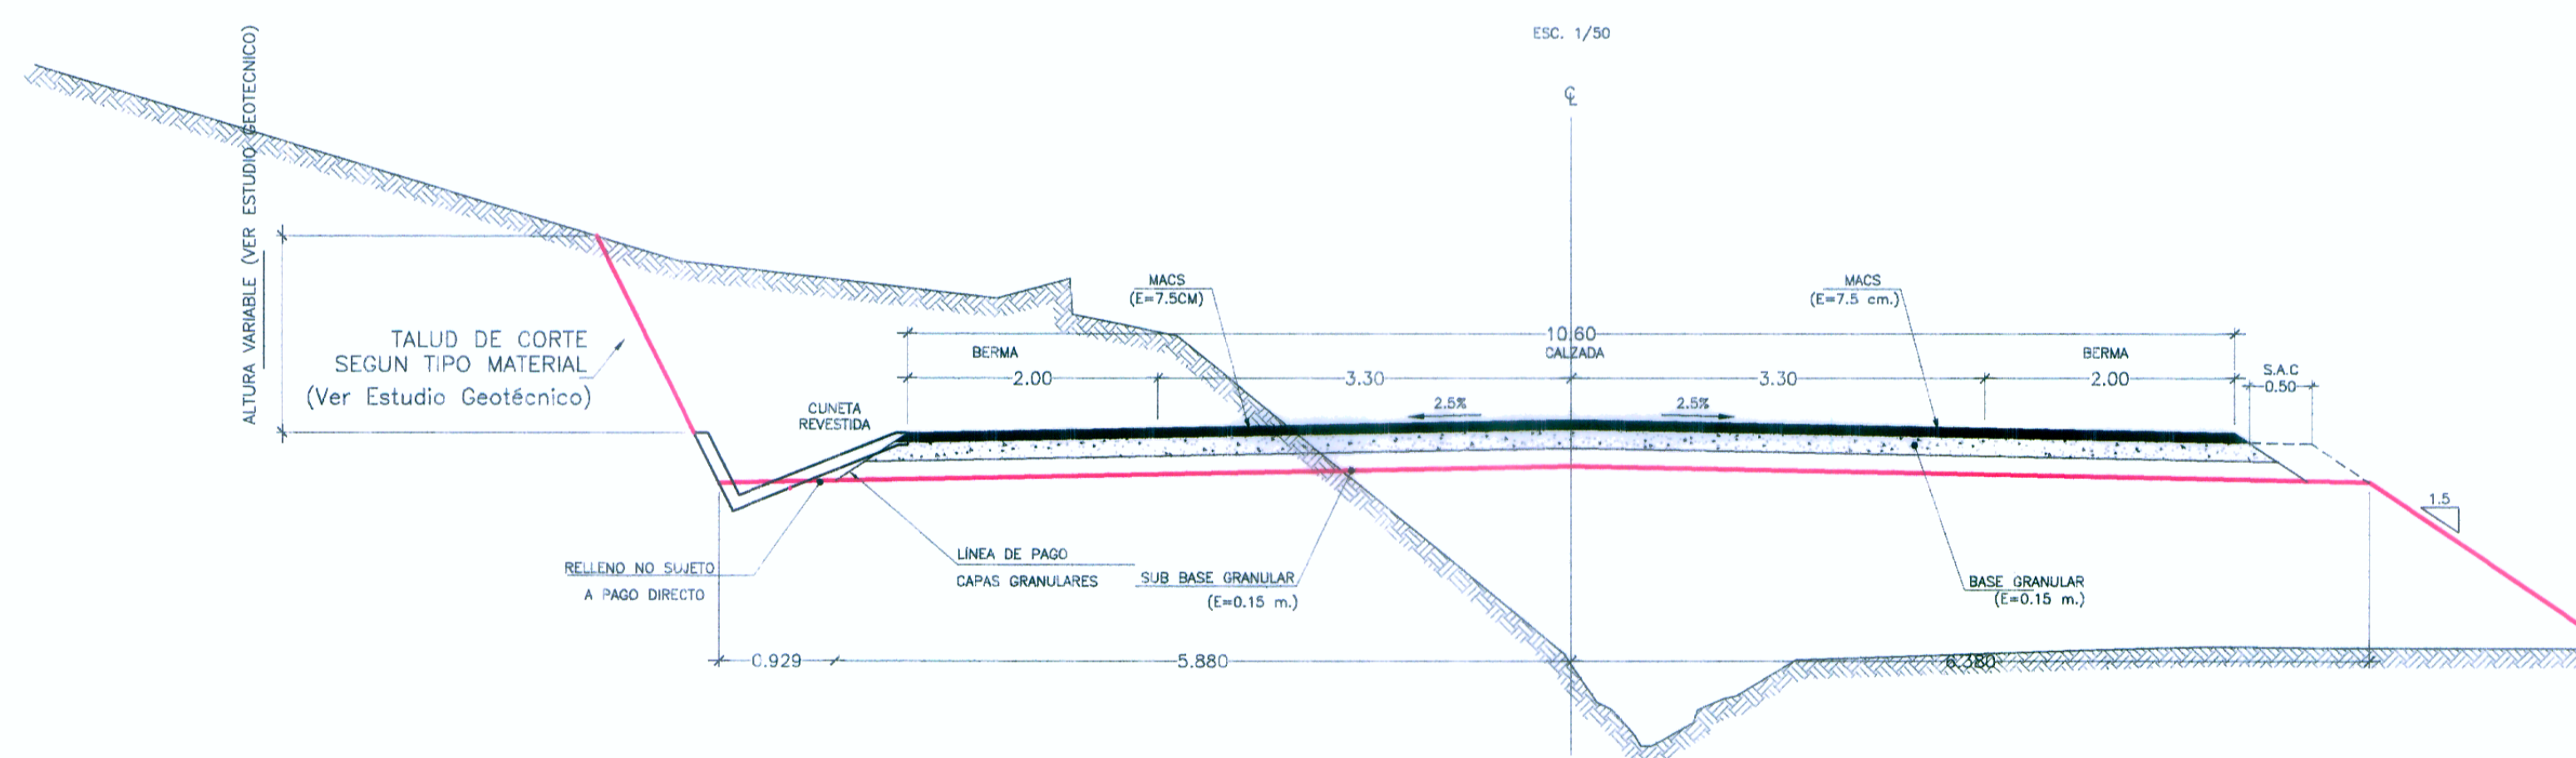 ESC. 1/50
ALTURA VARIABLE (VER ESTUDIO GEOTECNICO)
TALUD DE CORTE
SEGUN TIPO MATERIAL
(Ver Estudio Geotécnico)
MACS
(E=7.5CM)
MACS
(E=7.5 cm.)
10.60
BERMA
CALZADA
BERMA
2.00
3.30
3.30
2.00
S.A.C
0.50
CUNETA
REVESTIDA
2.5%
2.5%
1.5
RELLENO NO SUJETO
A PAGO DIRECTO
LÍNEA DE PAGO
CAPAS GRANULARES
SUB BASE GRANULAR
(E=0.15 m.)
BASE GRANULAR
(E=0.15 m.)
0.929
5.880
6.380